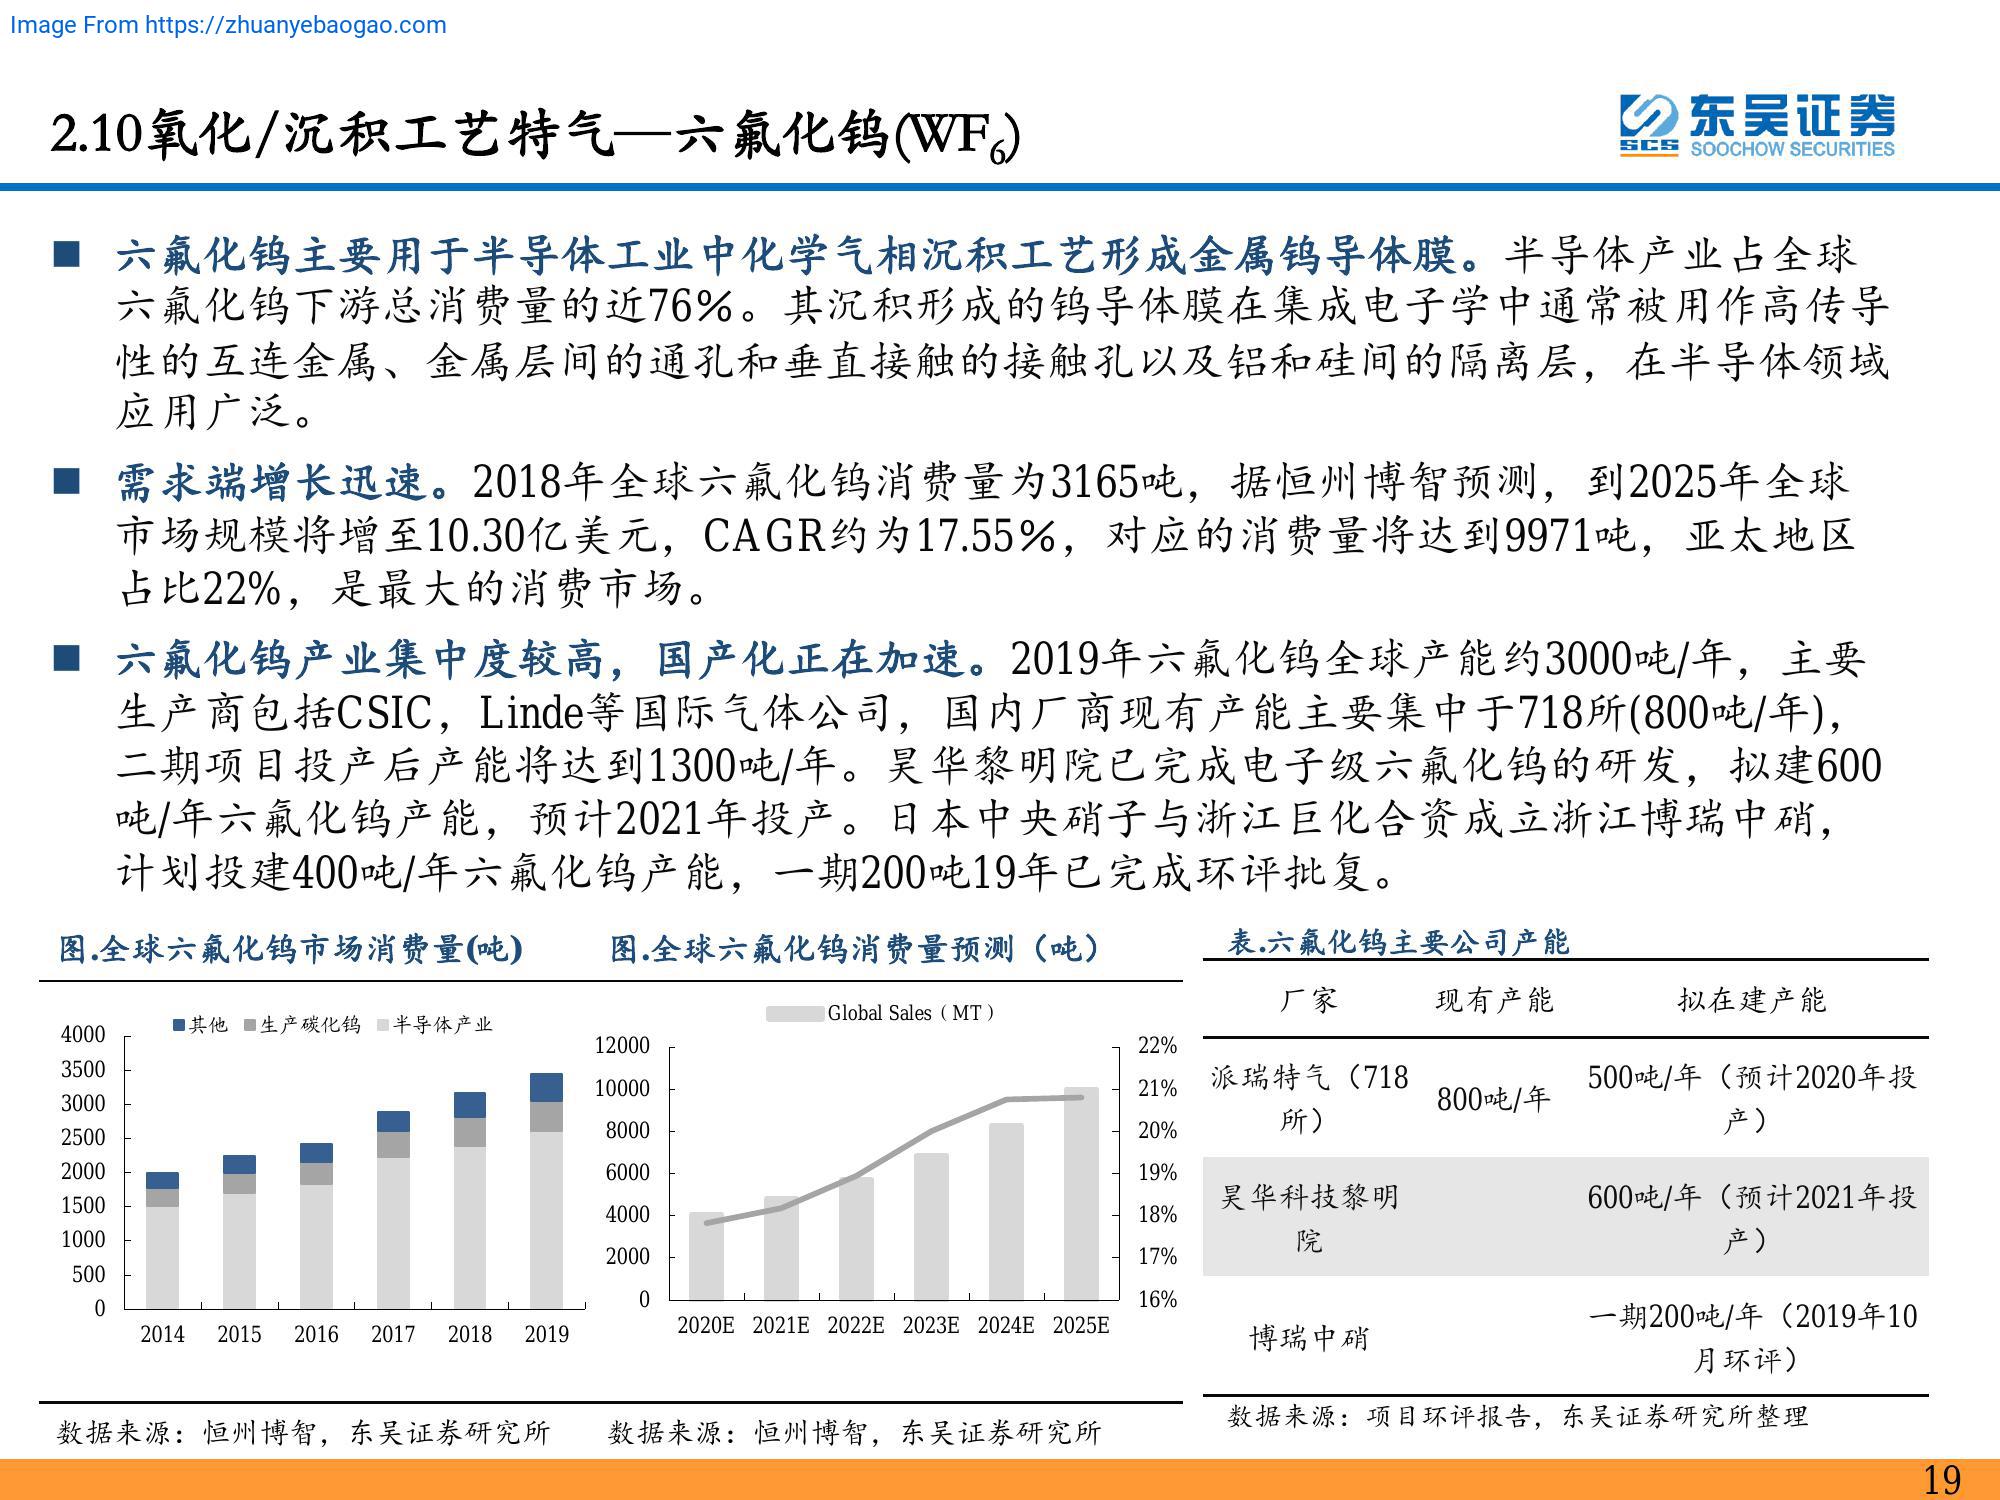 Image From https://zhuanyebaogao.com
2.10氧化/沉积工艺特气—六氟化钨(WF6)
东吴证券
SCS
SOOCHOW SECURITIES
■ 六氟化钨主要用于半导体工业中化学气相沉积工艺形成金属钨导体膜。半导体产业占全球
六氟化钨下游总消费量的近76%。其沉积形成的钨导体膜在集成电子学中通常被用作高传导
性的互连金属、金属层间的通孔和垂直接触的接触孔以及铝和硅间的隔离层，在半导体领域
应用广泛。
■ 需求端增长迅速。2018年全球六氟化钨消费量为3165吨，据恒州博智预测，到2025年全球
市场规模将增至10.30亿美元，CAGR约为17.55%，对应的消费量将达到9971吨，亚太地区
占比22%，是最大的消费市场。
■ 六氟化钨产业集中度较高，国产化正在加速。2019年六氟化钨全球产能约3000吨/年，主要
生产商包括CSIC，Linde等国际气体公司，国内厂商现有产能主要集中于718所(800吨/年)，
二期项目投产后产能将达到1300吨/年。昊华黎明院已完成电子级六氟化钨的研发，拟建600
吨/年六氟化钨产能，预计2021年投产。日本中央硝子与浙江巨化合资成立浙江博瑞中硝，
计划投建400吨/年六氟化钨产能，一期200吨19年已完成环评批复。
图.全球六氟化钨市场消费量(吨)
其他 生产碳化钨 半导体产业
4000
3500
3000
2500
2000
1500
1000
500
0
2014 2015 2016 2017 2018 2019
数据来源：恒州博智，东吴证券研究所
图.全球六氟化钨消费量预测（吨）
Global Sales（MT）
12000
10000
8000
6000
4000
2000
0
22%
21%
20%
19%
18%
17%
16%
2020E 2021E 2022E 2023E 2024E 2025E
数据来源：恒州博智，东吴证券研究所
表.六氟化钨主要公司产能
厂家 现有产能 拟在建产能
派瑞特气（718
所）
800吨/年
500吨/年（预计2020年投
产）
昊华科技黎明
院
600吨/年（预计2021年投
产）
博瑞中硝
一期200吨/年（2019年10
月环评）
数据来源：项目环评报告，东吴证券研究所整理
19